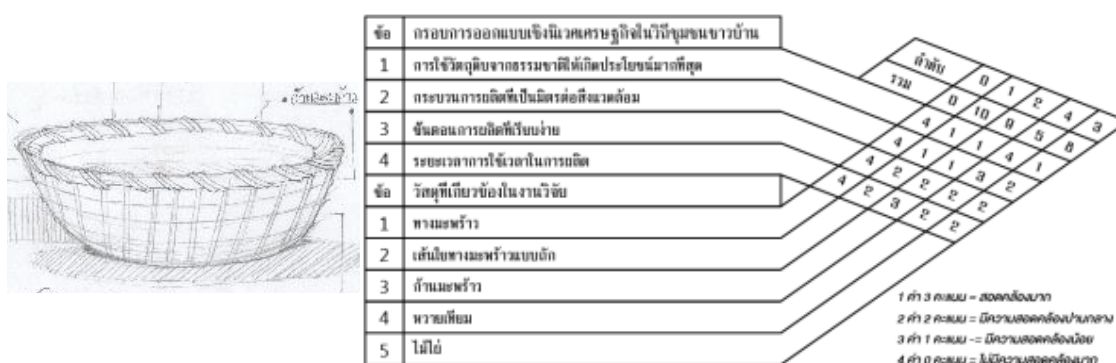 ข้อ กรอบการออกแบบเชิงนิเวศเศรษฐกิจในวิถีชุมชนชาวบ้าน
1 การใช้วัตถุดิบจากธรรมชาติให้เกิดประโยชน์มากที่สุด
2 กระบวนการผลิตที่เป็นมิตรต่อสิ่งแวดล้อม
3 ขั้นตอนการผลิตที่เรียบง่าย
4 ระยะเวลาการใช้เวลาในการผลิต
ข้อ วัสดุที่เกี่ยวข้องในงานวิจัย
1 ทางมะพร้าว
2 เส้นใยทางมะพร้าวแบบถัก
3 ก้านมะพร้าว
4 หวายเทียม
5 ไม้ไผ่
ลำดับ 0 1 2 4 3
รวม 0 10 9 5 8
4 1 1 4 1
4 1 1 3 2
4 2 2 2 2
4 2 3 2 2
1 ค่า 3 คะแนน = สอดคล้องมาก
2 ค่า 2 คะแนน = มีความสอดคล้องปานกลาง
3 ค่า 1 คะแนน -= มีความสอดคล้องน้อย
4 ค่า 0 คะแนน = ไม่มีความสอดคล้องมาก